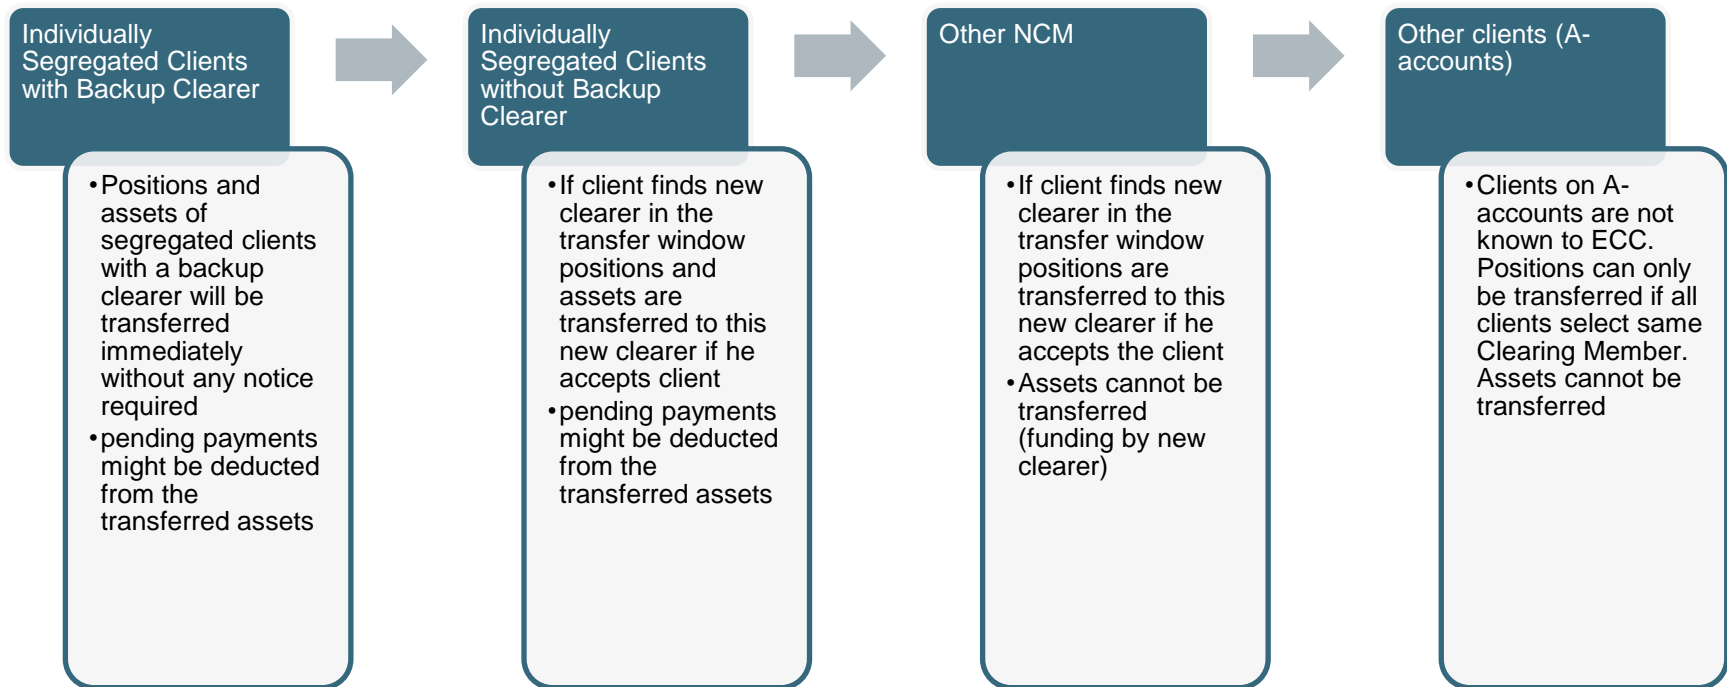 Individually
Segregated Clients
with Backup Clearer
•Positions and
assets of
segregated clients
with a backup
clearer will be
transferred
immediately
without any notice
required
•pending payments
might be deducted
from the
transferred assets
Individually
Segregated Clients
without Backup
Clearer
•If client finds new
clearer in the
transfer window
positions and
assets are
transferred to this
new clearer if he
accepts client
•pending payments
might be deducted
from the
transferred assets
Other NCM
•If client finds new
clearer in the
transfer window
positions are
transferred to this
new clearer if he
accepts the client
•Assets cannot be
transferred
(funding by new
clearer)
Other clients (A-
accounts)
•Clients on A-
accounts are not
known to ECC.
Positions can only
be transferred if all
clients select same
Clearing Member.
Assets cannot be
transferred